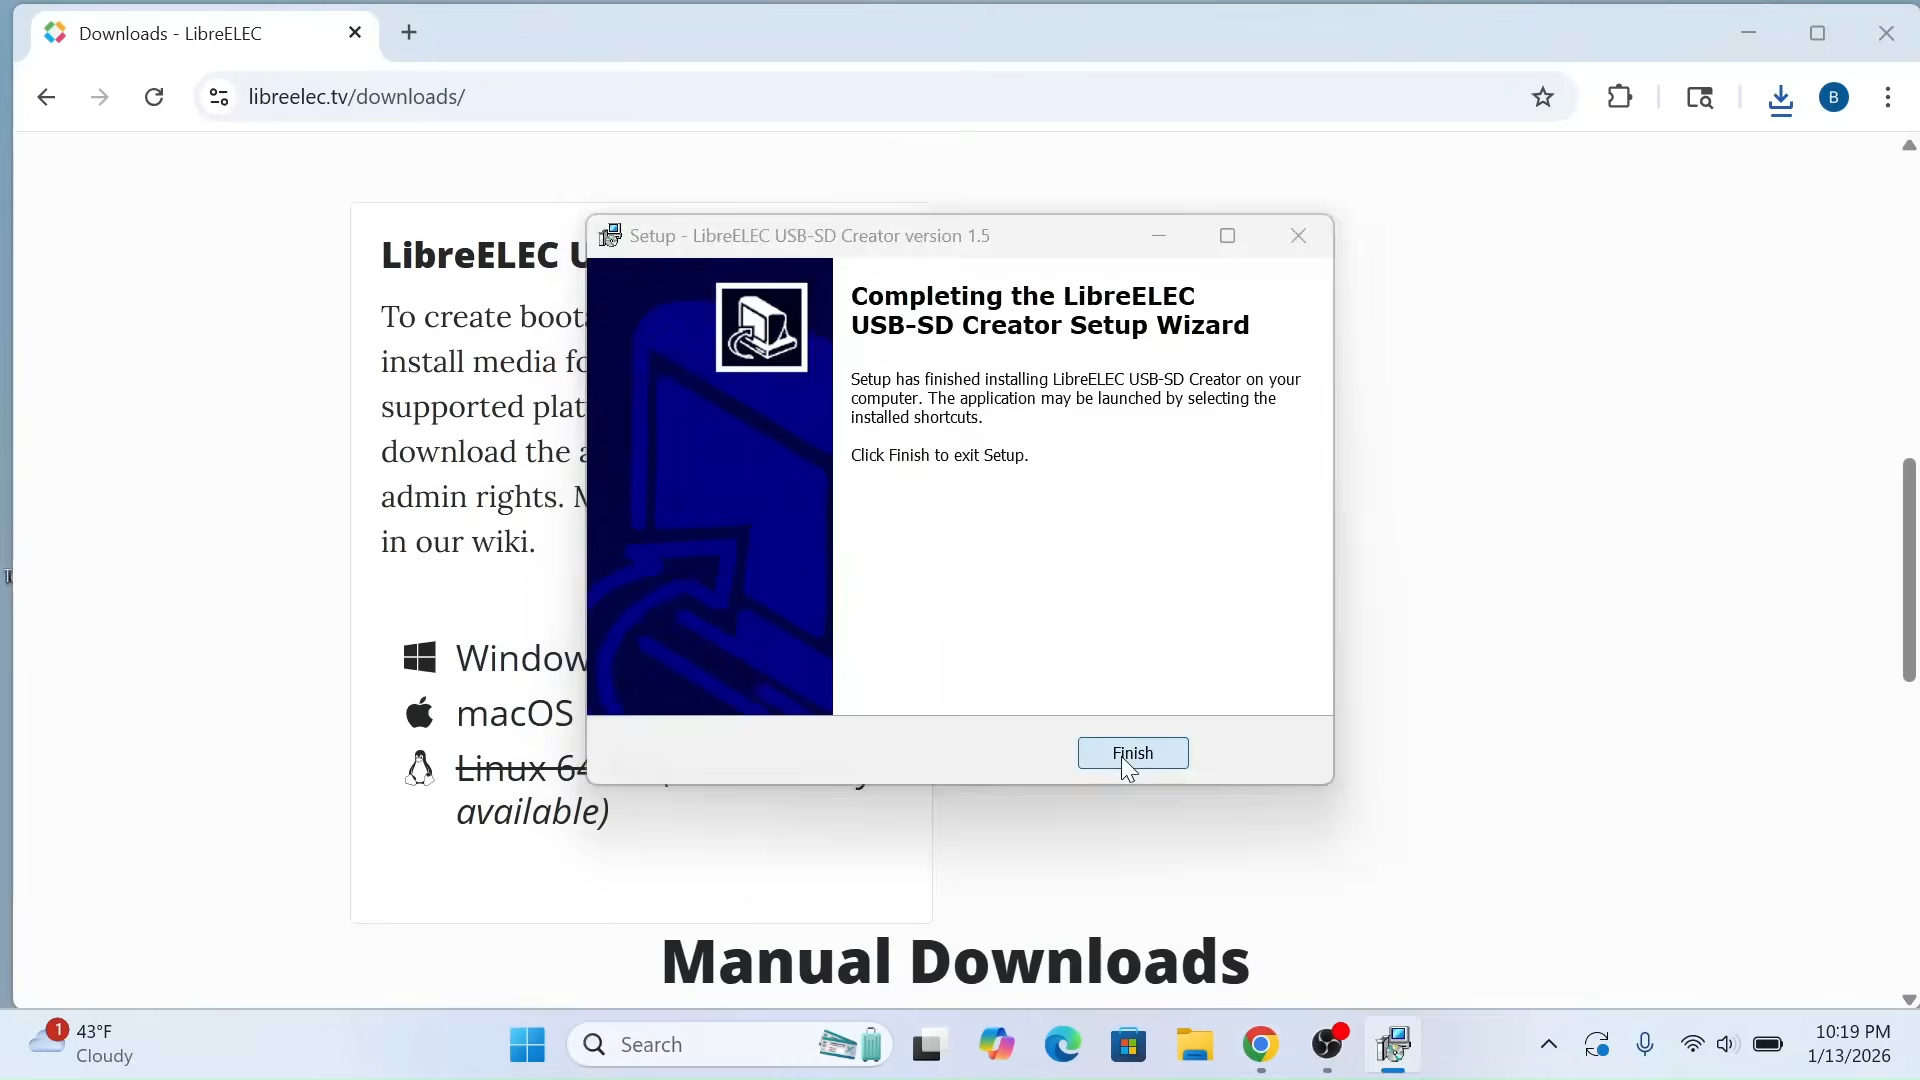 Downloads - LibreELEC
libreelec.tv/downloads/
B
LibreELEC U
To create boot
install media fo
supported plat
download the a
admin rights. M
in our wiki.
Window
macOS
Linux 64
available)
Setup - LibreELEC USB-SD Creator version 1.5
Completing the LibreELEC
USB-SD Creator Setup Wizard
Setup has finished installing LibreELEC USB-SD Creator on your
computer. The application may be launched by selecting the
installed shortcuts.
Click Finish to exit Setup.
Finish
Manual Downloads
1
43°F
Cloudy
Search
10:19 PM
1/13/2026